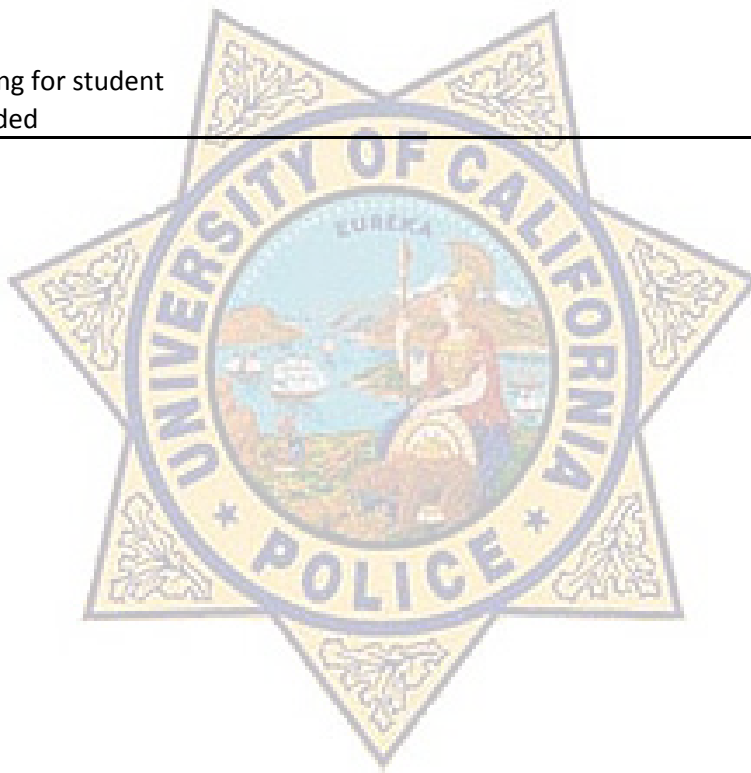 ng for student
ded
UNIVERSITY OF CALIFORNIA
EUREKA
POLICE